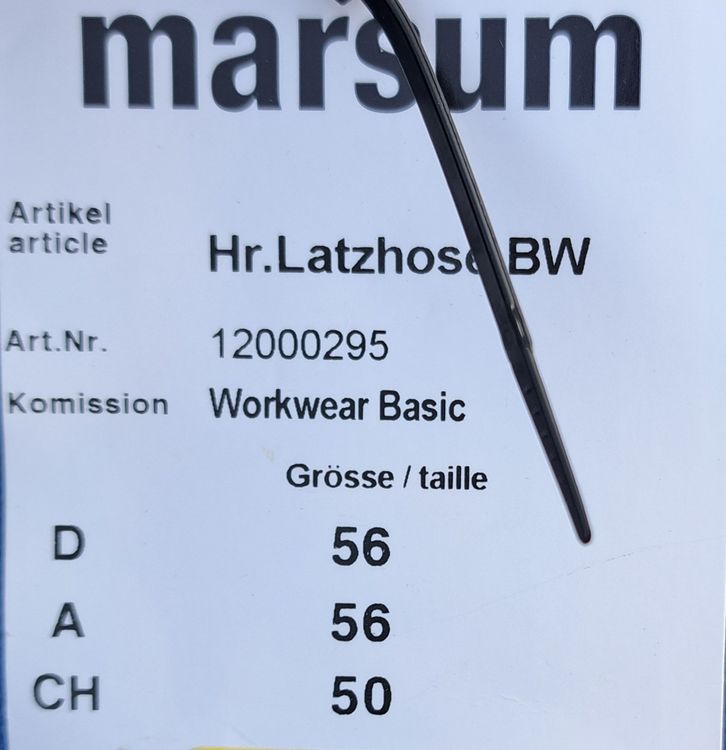 marsum
Artikel
article
Hr.Latzhose BW
Art.Nr. 12000295
Komission Workwear Basic
Grösse / taille
D 56
A 56
CH 50